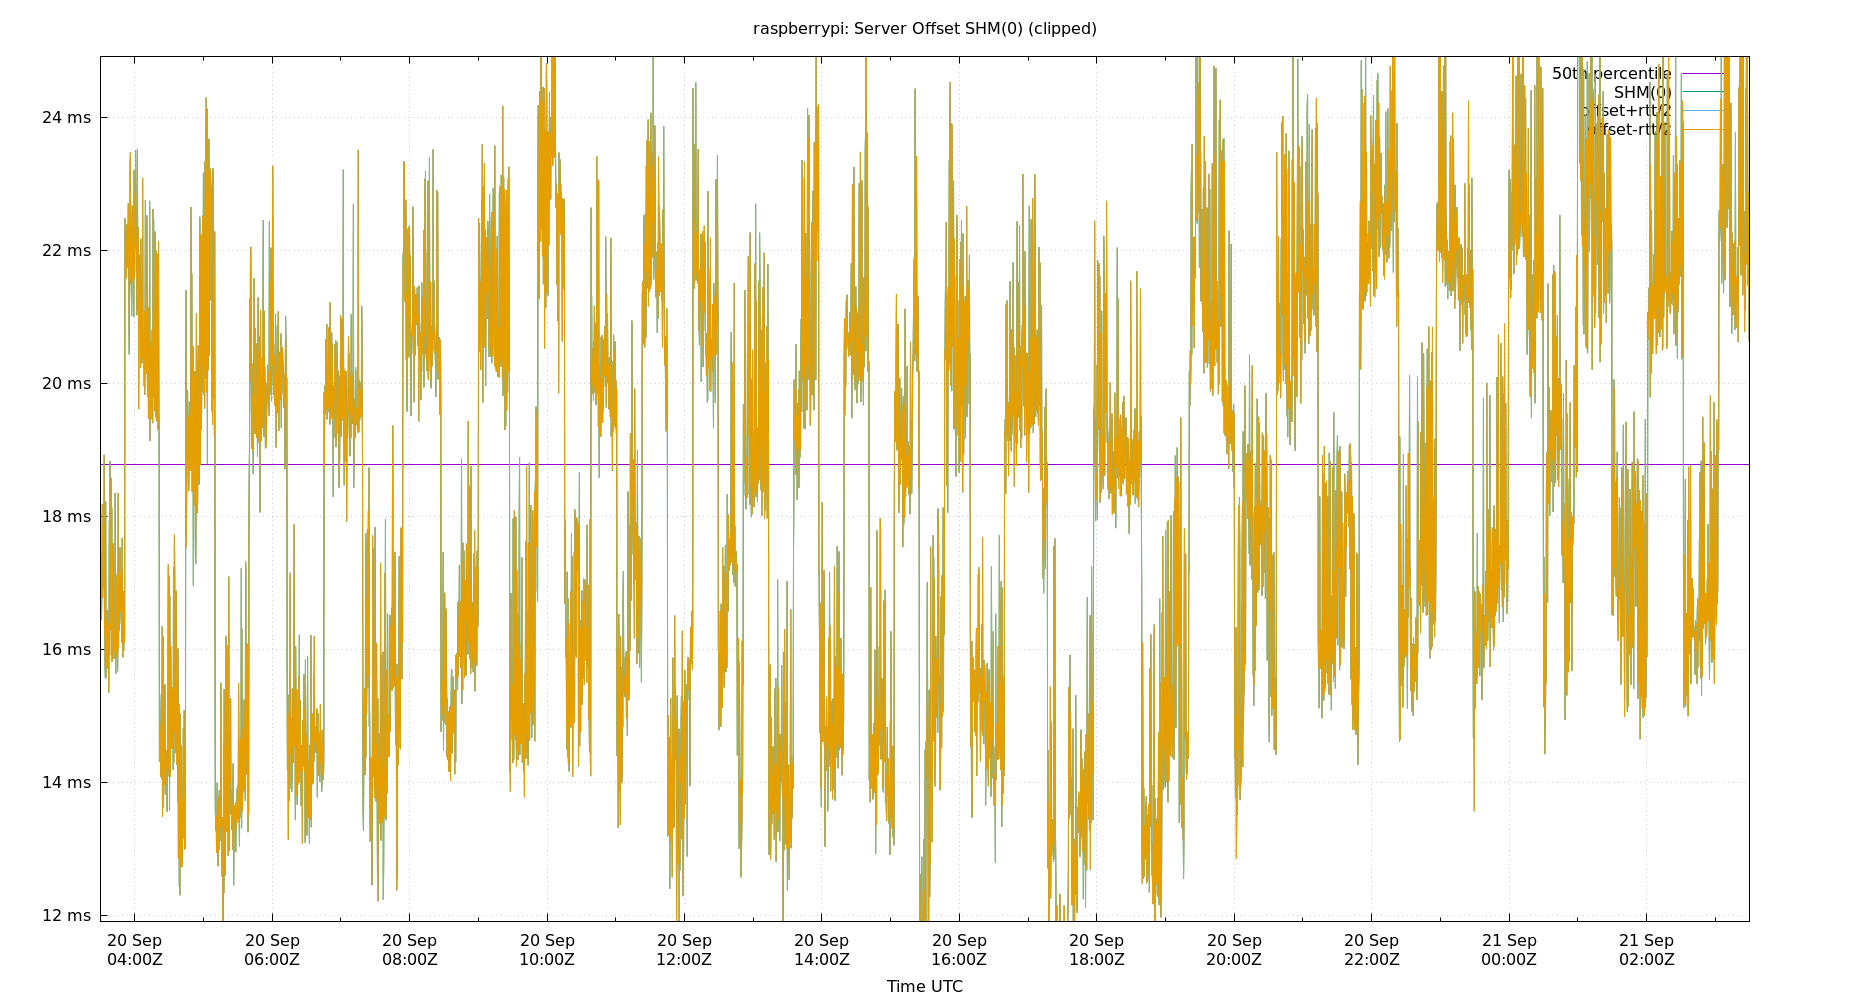 raspberrypi: Server Offset SHM(0) (clipped)
50th percentile
SHM(0)
offset+rtt/2
offset-rtt/2
24 ms
22 ms
20 ms
18 ms
16 ms
14 ms
12 ms
20 Sep 20 Sep 20 Sep 20 Sep 20 Sep 20 Sep 20 Sep 20 Sep 20 Sep 20 Sep 21 Sep 21 Sep
04:00Z 06:00Z 08:00Z 10:00Z 12:00Z 14:00Z 16:00Z 18:00Z 20:00Z 22:00Z 00:00Z 02:00Z
Time UTC